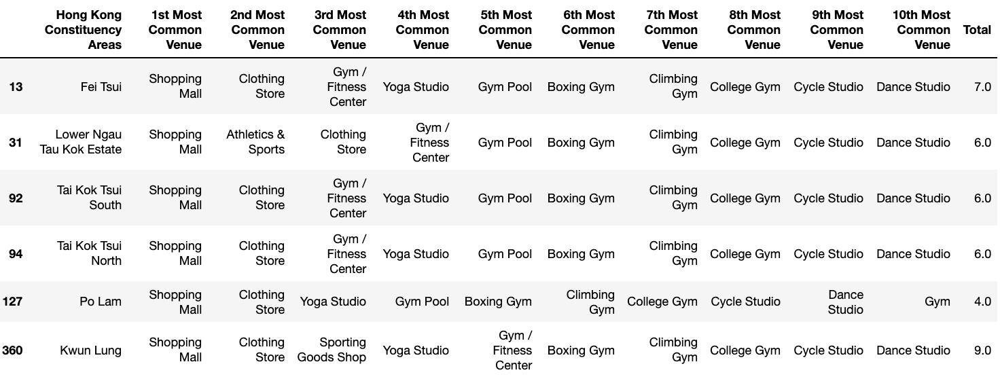 Hong Kong
Constituency
Areas
1st Most
Common
Venue
2nd Most
Common
Venue
3rd Most
Common
Venue
4th Most
Common
Venue
5th Most
Common
Venue
6th Most
Common
Venue
7th Most
Common
Venue
8th Most
Common
Venue
9th Most
Common
Venue
10th Most
Common
Venue
Total
13
Fei Tsui
Shopping
Mall
Clothing
Store
Gym /
Fitness
Center
Yoga Studio
Gym Pool
Boxing Gym
Climbing
Gym
College Gym
Cycle Studio
Dance Studio
7.0
31
Lower Ngau
Tau Kok Estate
Shopping
Mall
Athletics &
Sports
Clothing
Store
Gym /
Fitness
Center
Gym Pool
Boxing Gym
Climbing
Gym
College Gym
Cycle Studio
Dance Studio
6.0
92
Tai Kok Tsui
South
Shopping
Mall
Clothing
Store
Gym /
Fitness
Center
Yoga Studio
Gym Pool
Boxing Gym
Climbing
Gym
College Gym
Cycle Studio
Dance Studio
6.0
94
Tai Kok Tsui
North
Shopping
Mall
Clothing
Store
Gym /
Fitness
Center
Yoga Studio
Gym Pool
Boxing Gym
Climbing
Gym
College Gym
Cycle Studio
Dance Studio
6.0
127
Po Lam
Shopping
Mall
Clothing
Store
Yoga Studio
Gym Pool
Boxing Gym
Climbing
Gym
College Gym
Cycle Studio
Dance
Studio
Gym
4.0
360
Kwun Lung
Shopping
Mall
Clothing
Store
Sporting
Goods Shop
Yoga Studio
Gym /
Fitness
Center
Boxing Gym
Climbing
Gym
College Gym
Cycle Studio
Dance Studio
9.0